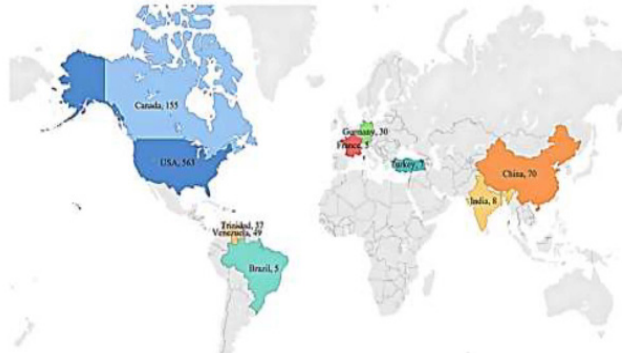 Canada, 155
USA, 563
Germany, 30
France, 5
Turkey, 7
China, 70
India, 8
Trinidad, 37
Venezuela, 49
Brazil, 5